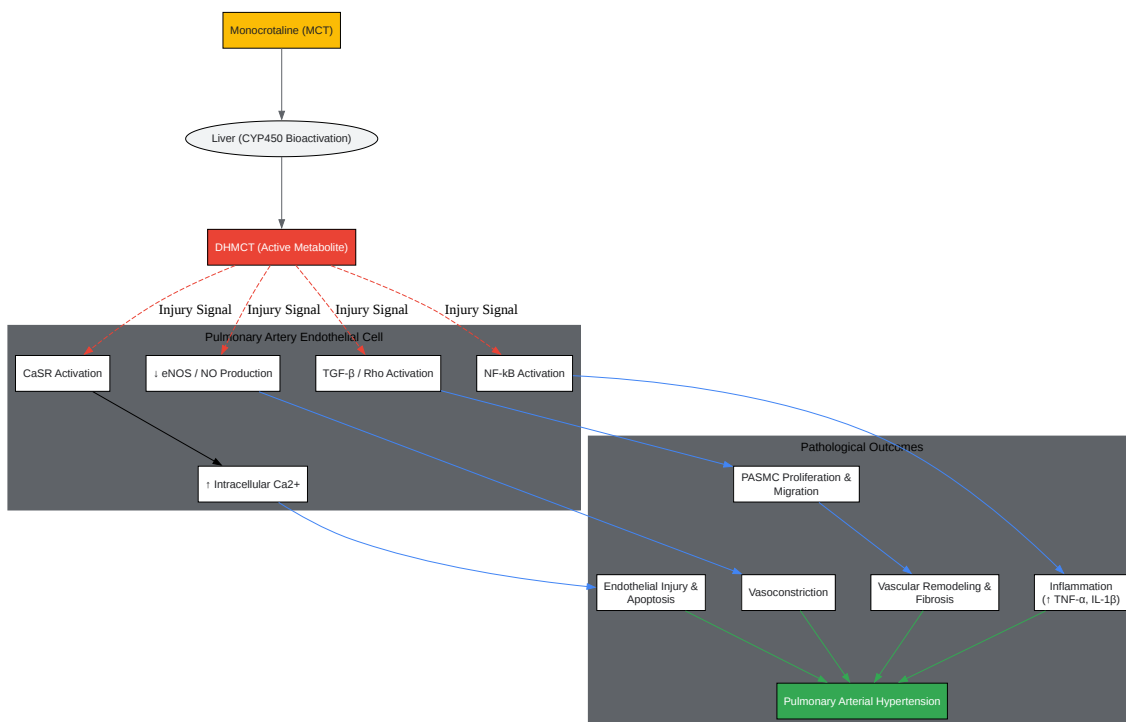 Monocrotaline (MCT)
Liver (CYP450 Bioactivation)
DHMCT (Active Metabolite)
Injury Signal
Injury Signal
Injury Signal
Injury Signal
Pulmonary Artery Endothelial Cell
CaSR Activation
↓ eNOS / NO Production
TGF-β / Rho Activation
NF-kB Activation
↑ Intracellular Ca2+
Pathological Outcomes
PASMC Proliferation &
Migration
Endothelial Injury &
Apoptosis
Vasoconstriction
Vascular Remodeling &
Fibrosis
Inflammation
(↑ TNF-α, IL-1β)
Pulmonary Arterial Hypertension